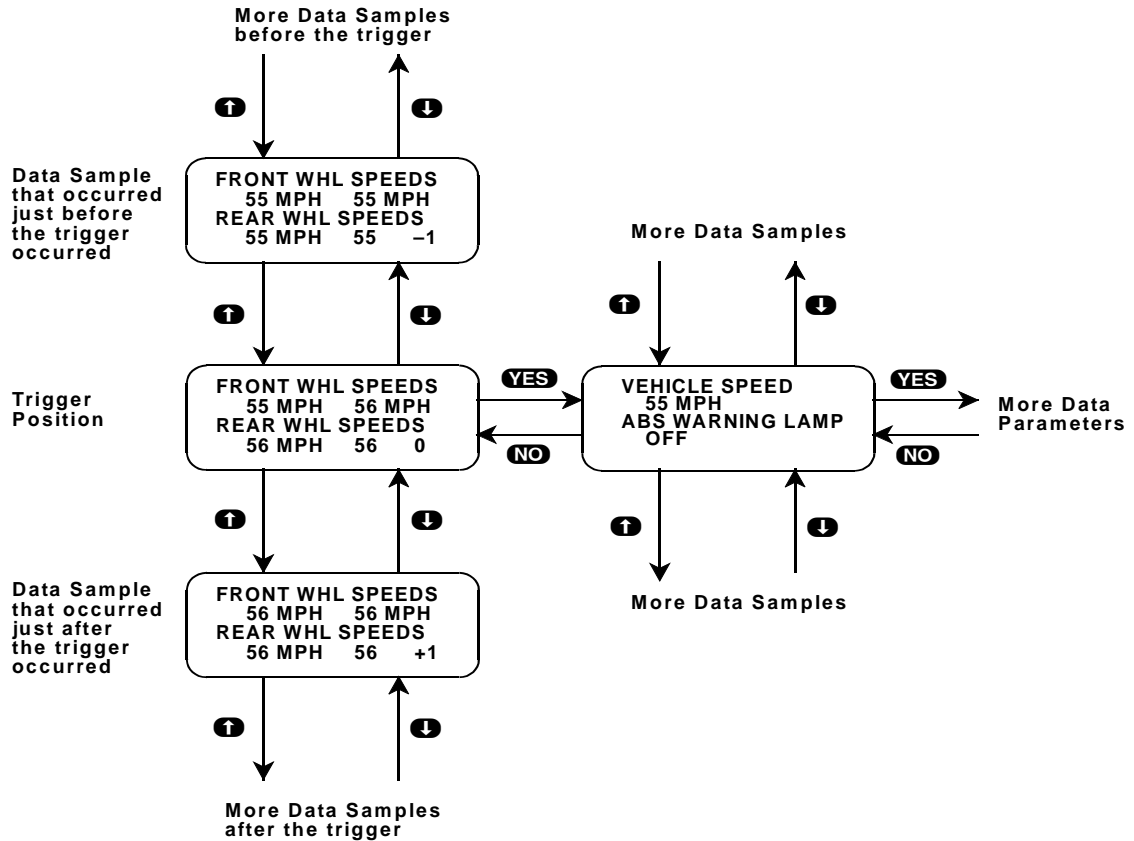 More Data Samples
before the trigger
⬆
⬇
Data Sample
that occurred
just before
the trigger
occurred
FRONT WHL SPEEDS
55 MPH 55 MPH
REAR WHL SPEEDS
55 MPH 55 –1
⬆
⬇
Trigger
Position
FRONT WHL SPEEDS
55 MPH 56 MPH
REAR WHL SPEEDS
56 MPH 56 0
YES
NO
More Data Samples
⬆
⬇
VEHICLE SPEED
55 MPH
ABS WARNING LAMP
OFF
YES
NO
More Data
Parameters
⬆
⬇
More Data Samples
⬆
⬇
Data Sample
that occurred
just after
the trigger
occurred
FRONT WHL SPEEDS
56 MPH 56 MPH
REAR WHL SPEEDS
56 MPH 56 +1
⬆
⬇
More Data Samples
after the trigger